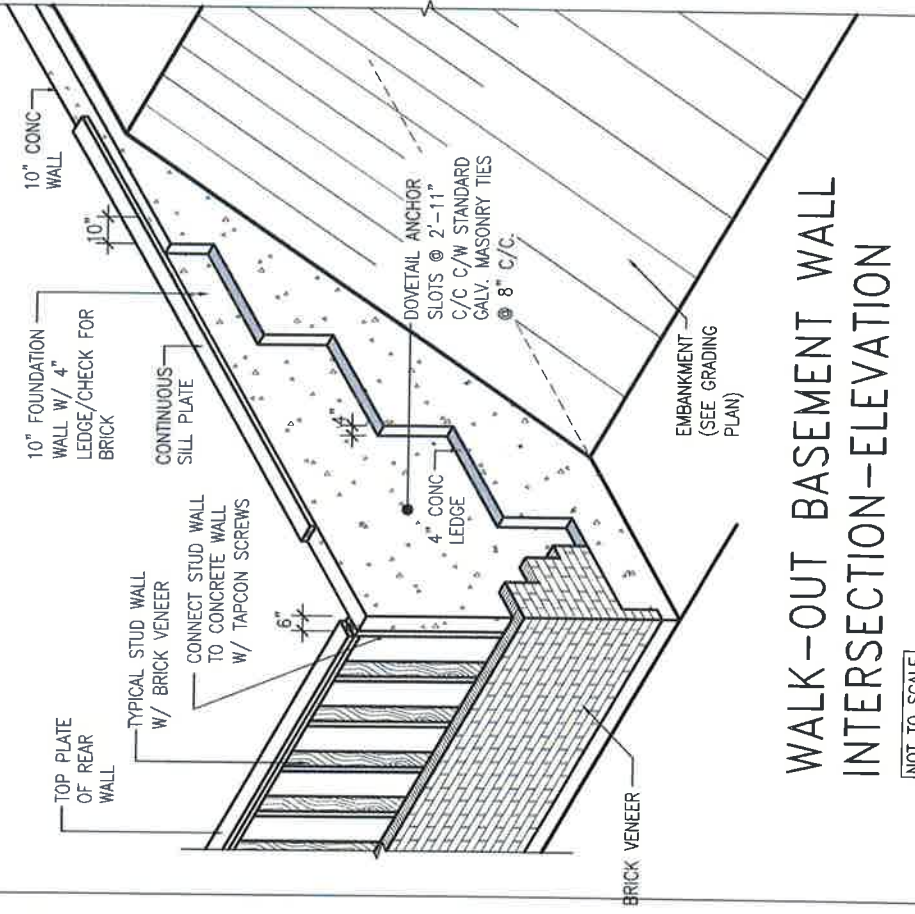 10" CONC
WALL
10"
10" FOUNDATION
WALL W/ 4"
LEDGE/CHECK FOR
BRICK
CONTINUOUS
SILL PLATE
TOP PLATE
OF REAR
WALL
TYPICAL STUD WALL
W/ BRICK VENEER
CONNECT STUD WALL
TO CONCRETE WALL
W/ TAPCON SCREWS
6"
DOVETAIL ANCHOR
SLOTS @ 2'-11"
C/C C/W STANDARD
GALV. MASONRY TIES
@ 8" C/C.
4"
4" CONC
LEDGE
EMBANKMENT
(SEE GRADING
PLAN)
BRICK VENEER
WALK-OUT BASEMENT WALL
INTERSECTION-ELEVATION
NOT TO SCALE